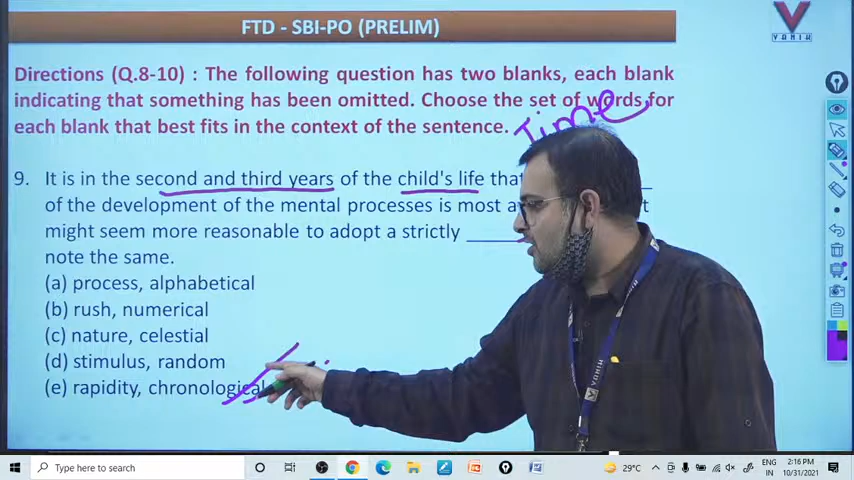 FTD - SBI-PO (PRELIM)
VANIK
Directions (Q.8-10) : The following question has two blanks, each blank
indicating that something has been omitted. Choose the set of words for
each blank that best fits in the context of the sentence.
Time
9. It is in the second and third years of the child's life
of the development of the mental processes is most
might seem more reasonable to adopt a strictly ____
note the same.
(a) process, alphabetical
(b) rush, numerical
(c) nature, celestial
(d) stimulus, random
(e) rapidity, chronological
VANIK
Type here to search
29°C
ENG
IN
2:16 PM
10/31/2021